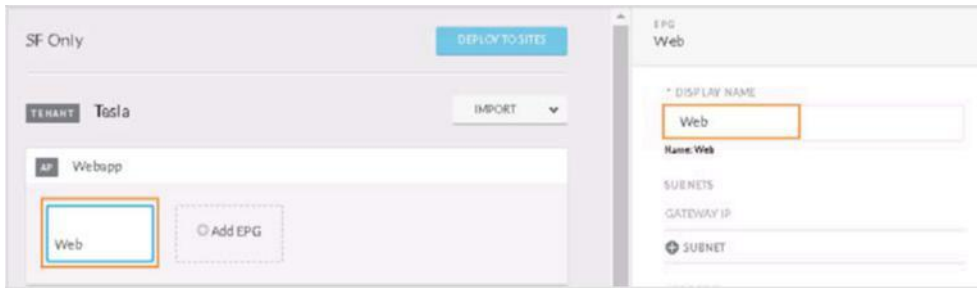 SF Only
DEPLOY TO SITES
TENANT Tesla
IMPORT
AP Webapp
Web
Add EPG
EPG
Web
* DISPLAY NAME
Web
Name: Web
SUBNETS
GATEWAY IP
SUBNET